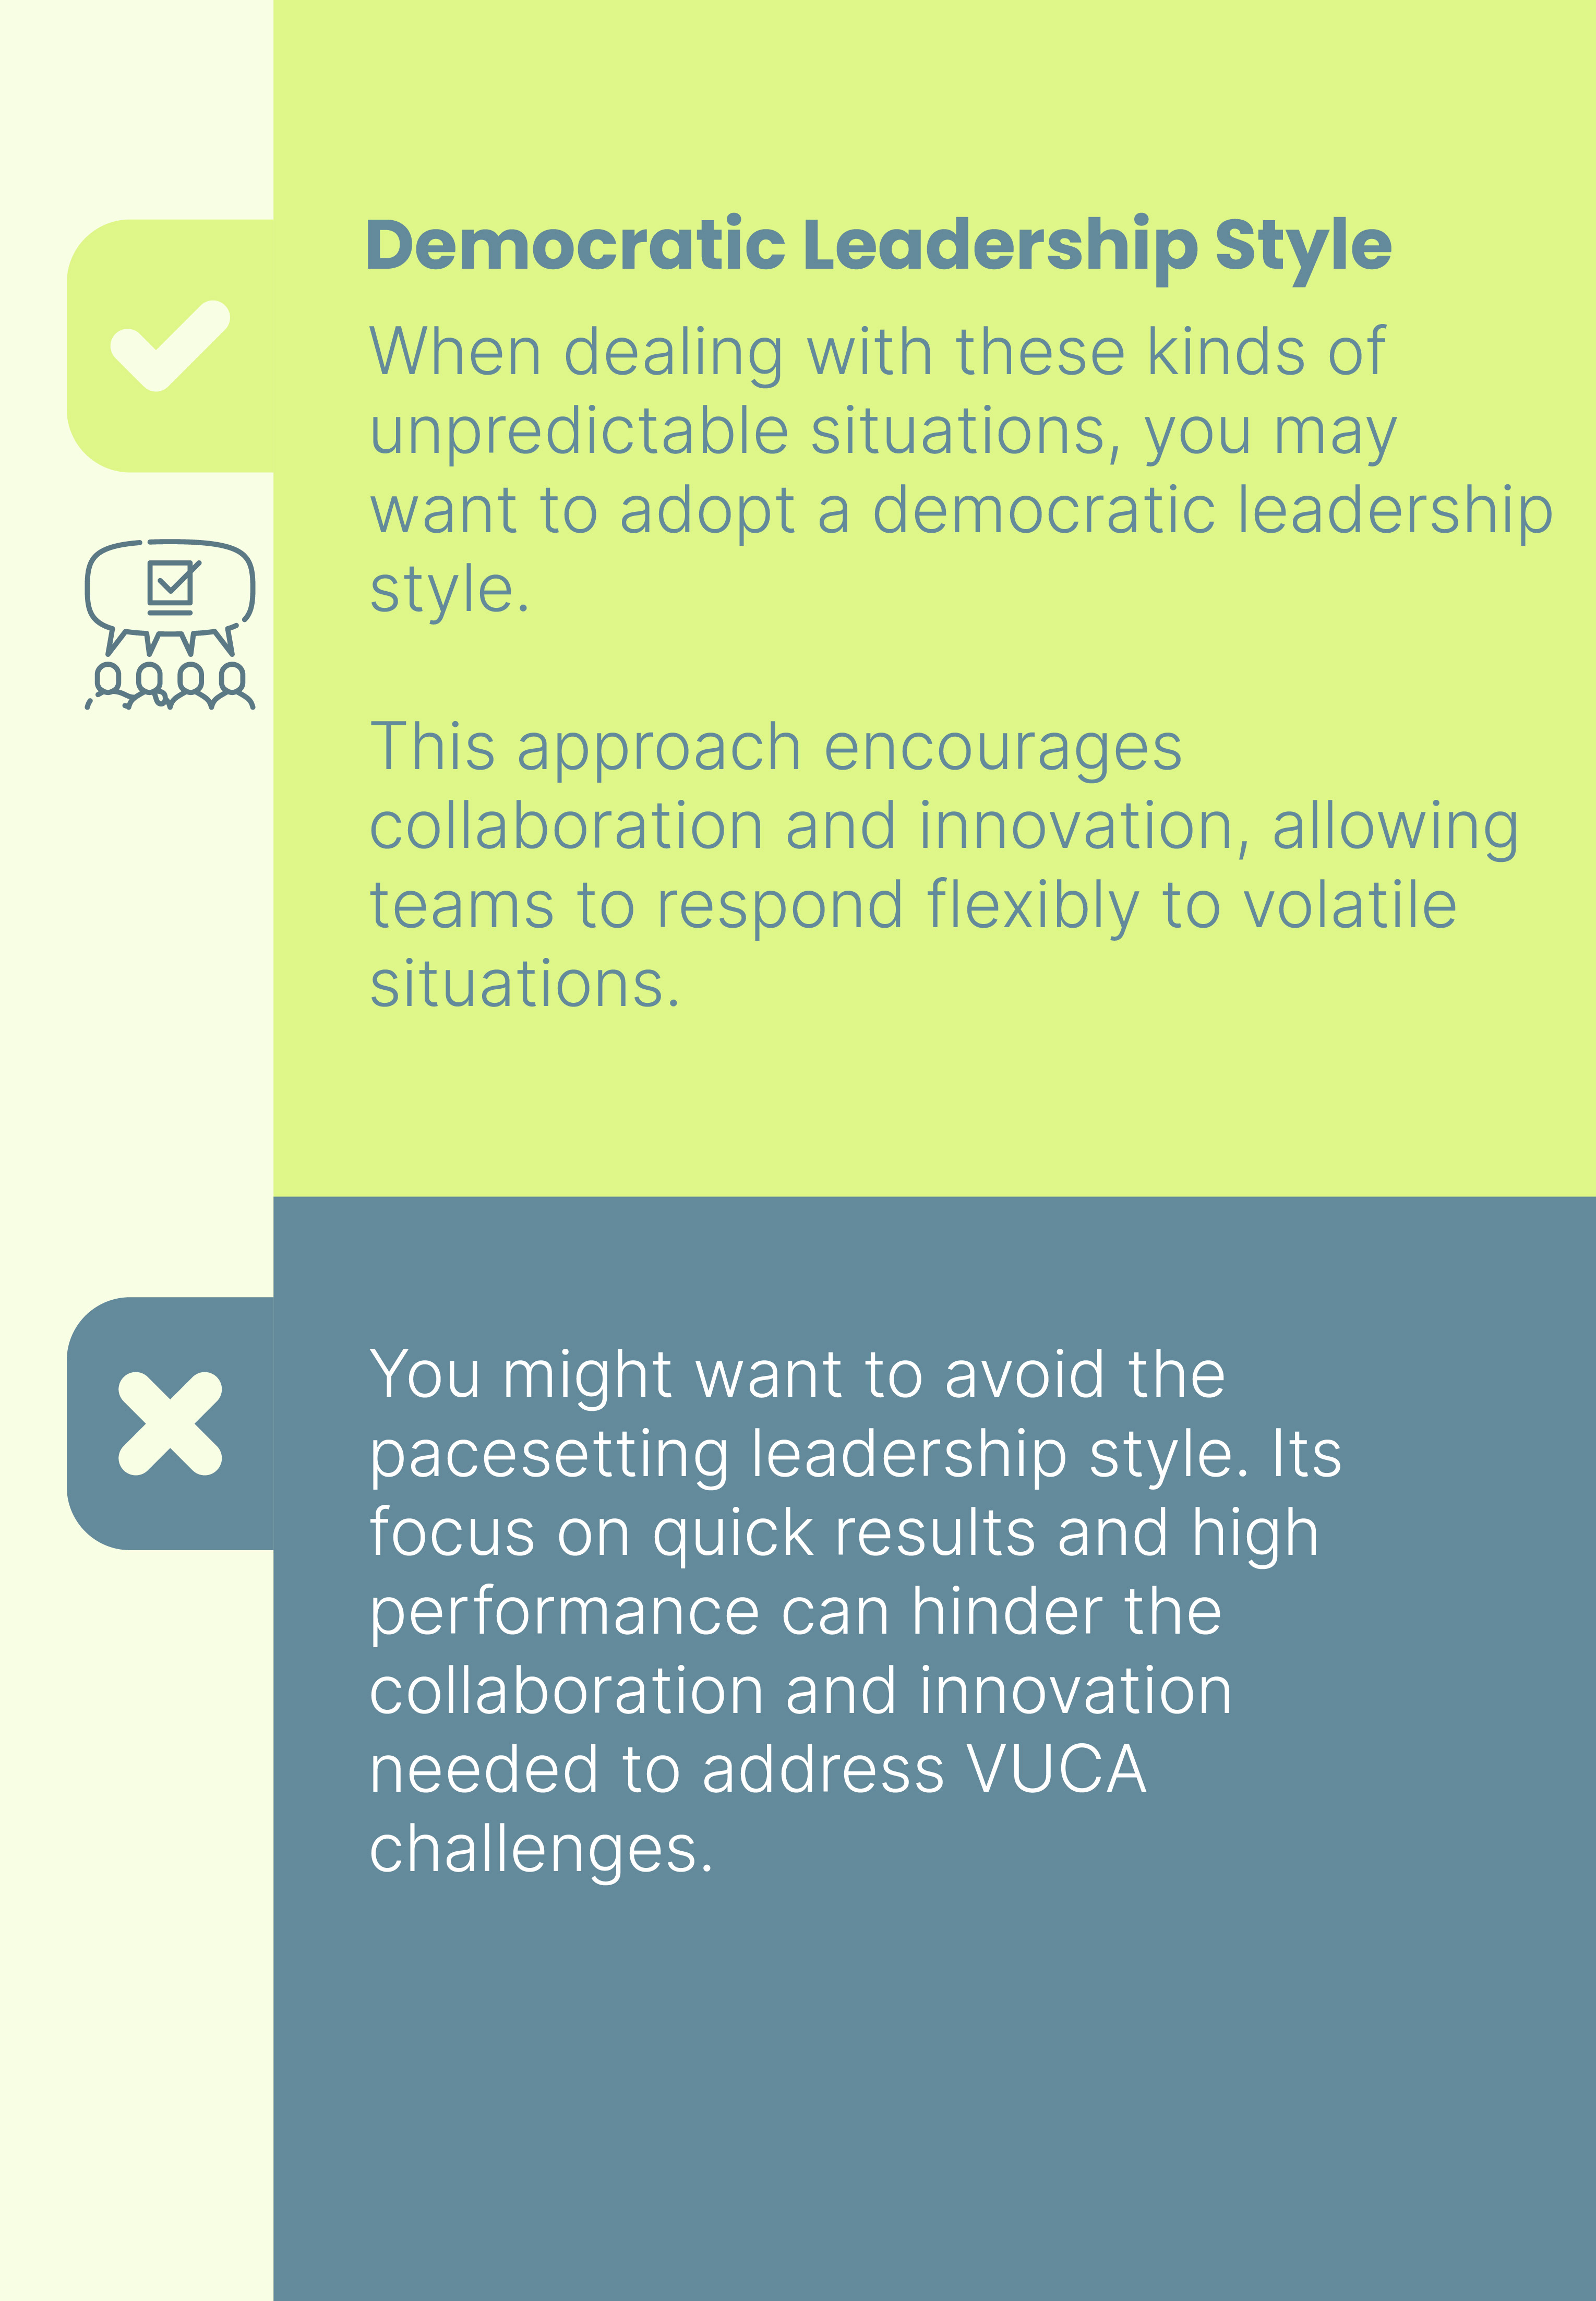 Democratic Leadership Style
When dealing with these kinds of
unpredictable situations, you may
want to adopt a democratic leadership
style.
This approach encourages
collaboration and innovation, allowing
teams to respond flexibly to volatile
situations.
You might want to avoid the
pacesetting leadership style. Its
focus on quick results and high
performance can hinder the
collaboration and innovation
needed to address VUCA
challenges.